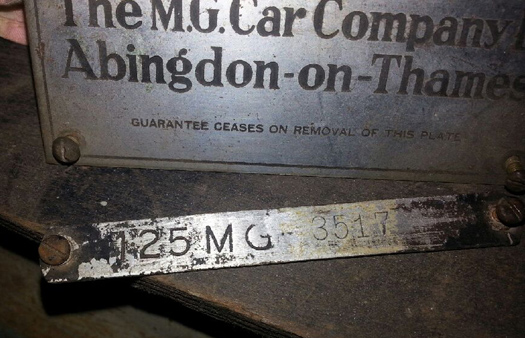 The M.G. Car Company
Abingdon-on-Thames
GUARANTEE CEASES ON REMOVAL OF THIS PLATE
125 MG - 3517